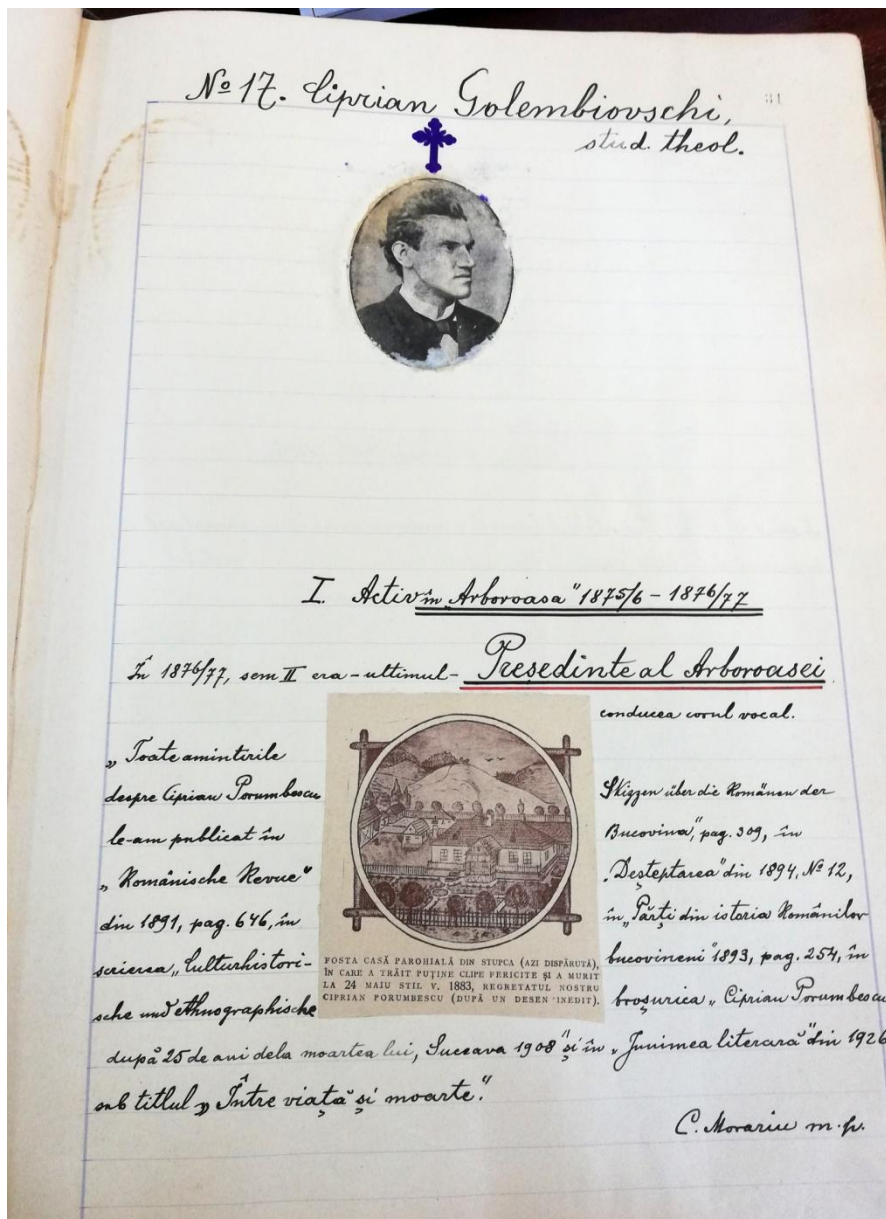 31
No 17. Ciprian Golembiovschi,
stud. theol.
I. Activ în „Arboroasa" 1875/6 – 1876/77
În 1876/77, sem II era – ultimul – Președinte al Arboroasei
conducea corul vocal.
„Toate amintirile
despre Ciprian Porumbescu
le-am publicat în
„Românische Revue"
din 1891, pag. 646, în
scrierea „Culturhistori-
sche und ethnographische
Skizzen über die Romänen der
Bucovina", pag. 309, în
„Deșteptarea" din 1894, No 12,
în „Părți din istoria Românilor
bucovineni" 1893, pag. 254, în
broșurica „Ciprian Porumbescu
FOSTA CASĂ PAROHIALĂ DIN STUPCA (AZI DISPĂRUTĂ),
ÎN CARE A TRĂIT PUȚINE CLIPE FERICITE ȘI A MURIT
LA 24 MAIU STIL V. 1883, REGRETATUL NOSTRU
CIPRIAN PORUMBESCU (DUPĂ UN DESEN INEDIT).
după 25 de ani dela moartea lui, Suceava 1908" și în „Junimea literară" din 1926
sub titlul „Între viață și moarte."
C. Morariu m. p.